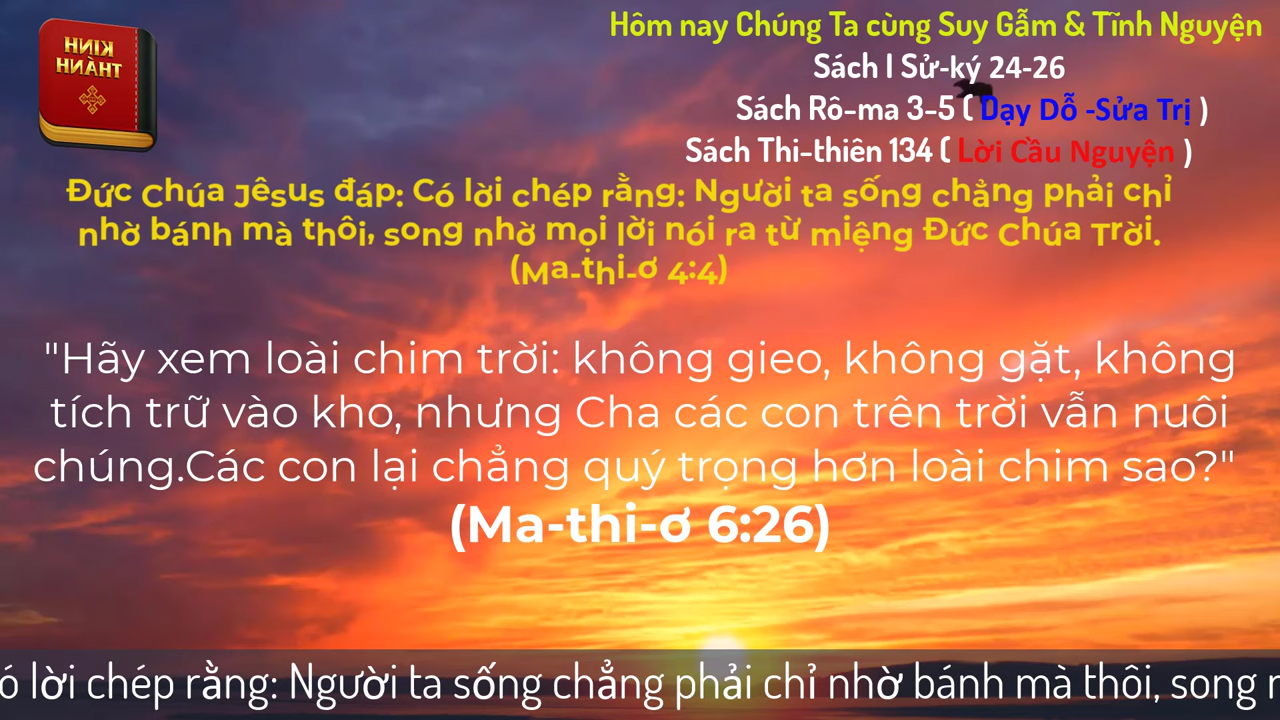 KINH
THÀNH
Hôm nay Chúng Ta cùng Suy Gẫm & Tĩnh Nguyện
Sách I Sử-ký 24-26
Sách Rô-ma 3-5 ( Dạy Dỗ -Sửa Trị )
Sách Thi-thiên 134 ( Lời Cầu Nguyện )
Đức Chúa Jêsus đáp: Có lời chép rằng: Người ta sống chẳng phải chỉ
nhờ bánh mà thôi, song nhờ mọi lời nói ra từ miệng Đức Chúa Trời.
(Ma-thi-ơ 4:4)
"Hãy xem loài chim trời: không gieo, không gặt, không
tích trữ vào kho, nhưng Cha các con trên trời vẫn nuôi
chúng.Các con lại chẳng quý trọng hơn loài chim sao?"
(Ma-thi-ơ 6:26)
ó lời chép rằng: Người ta sống chẳng phải chỉ nhờ bánh mà thôi, song